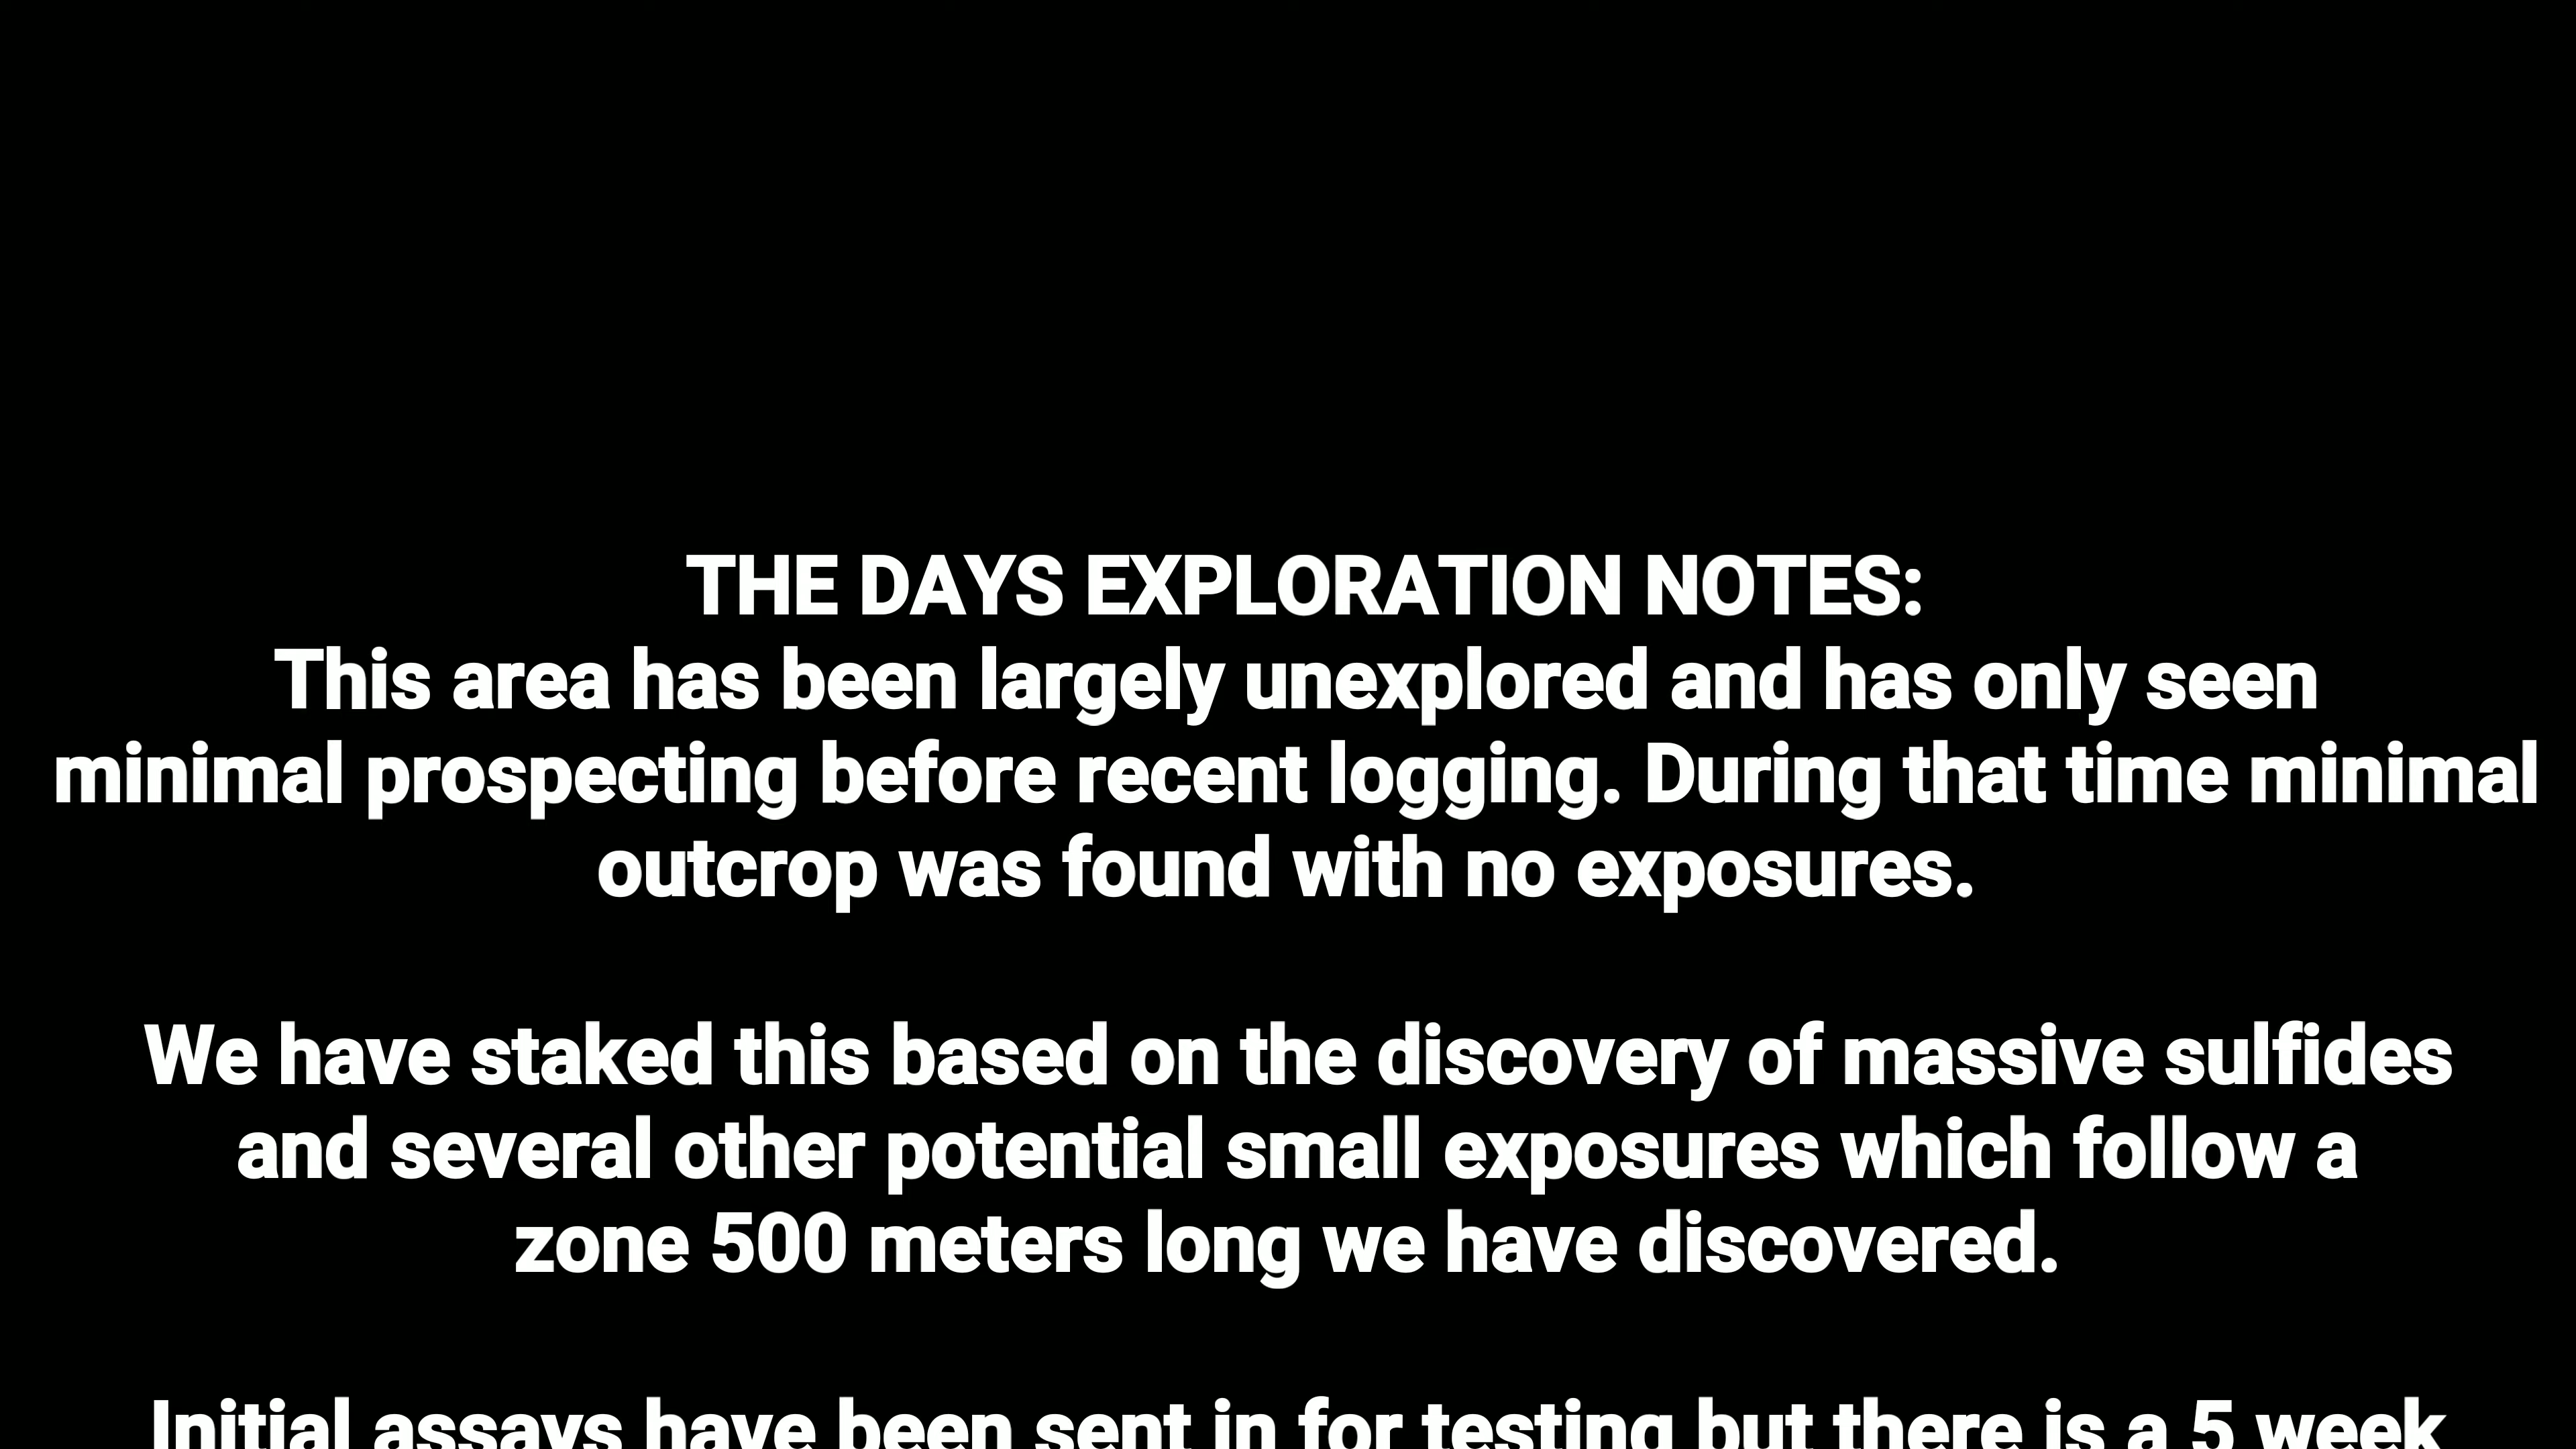 THE DAYS EXPLORATION NOTES:
This area has been largely unexplored and has only seen
minimal prospecting before recent logging. During that time minimal
outcrop was found with no exposures.
We have staked this based on the discovery of massive sulfides
and several other potential small exposures which follow a
zone 500 meters long we have discovered.
Initial assays have been sent in for testing but there is a 5 week